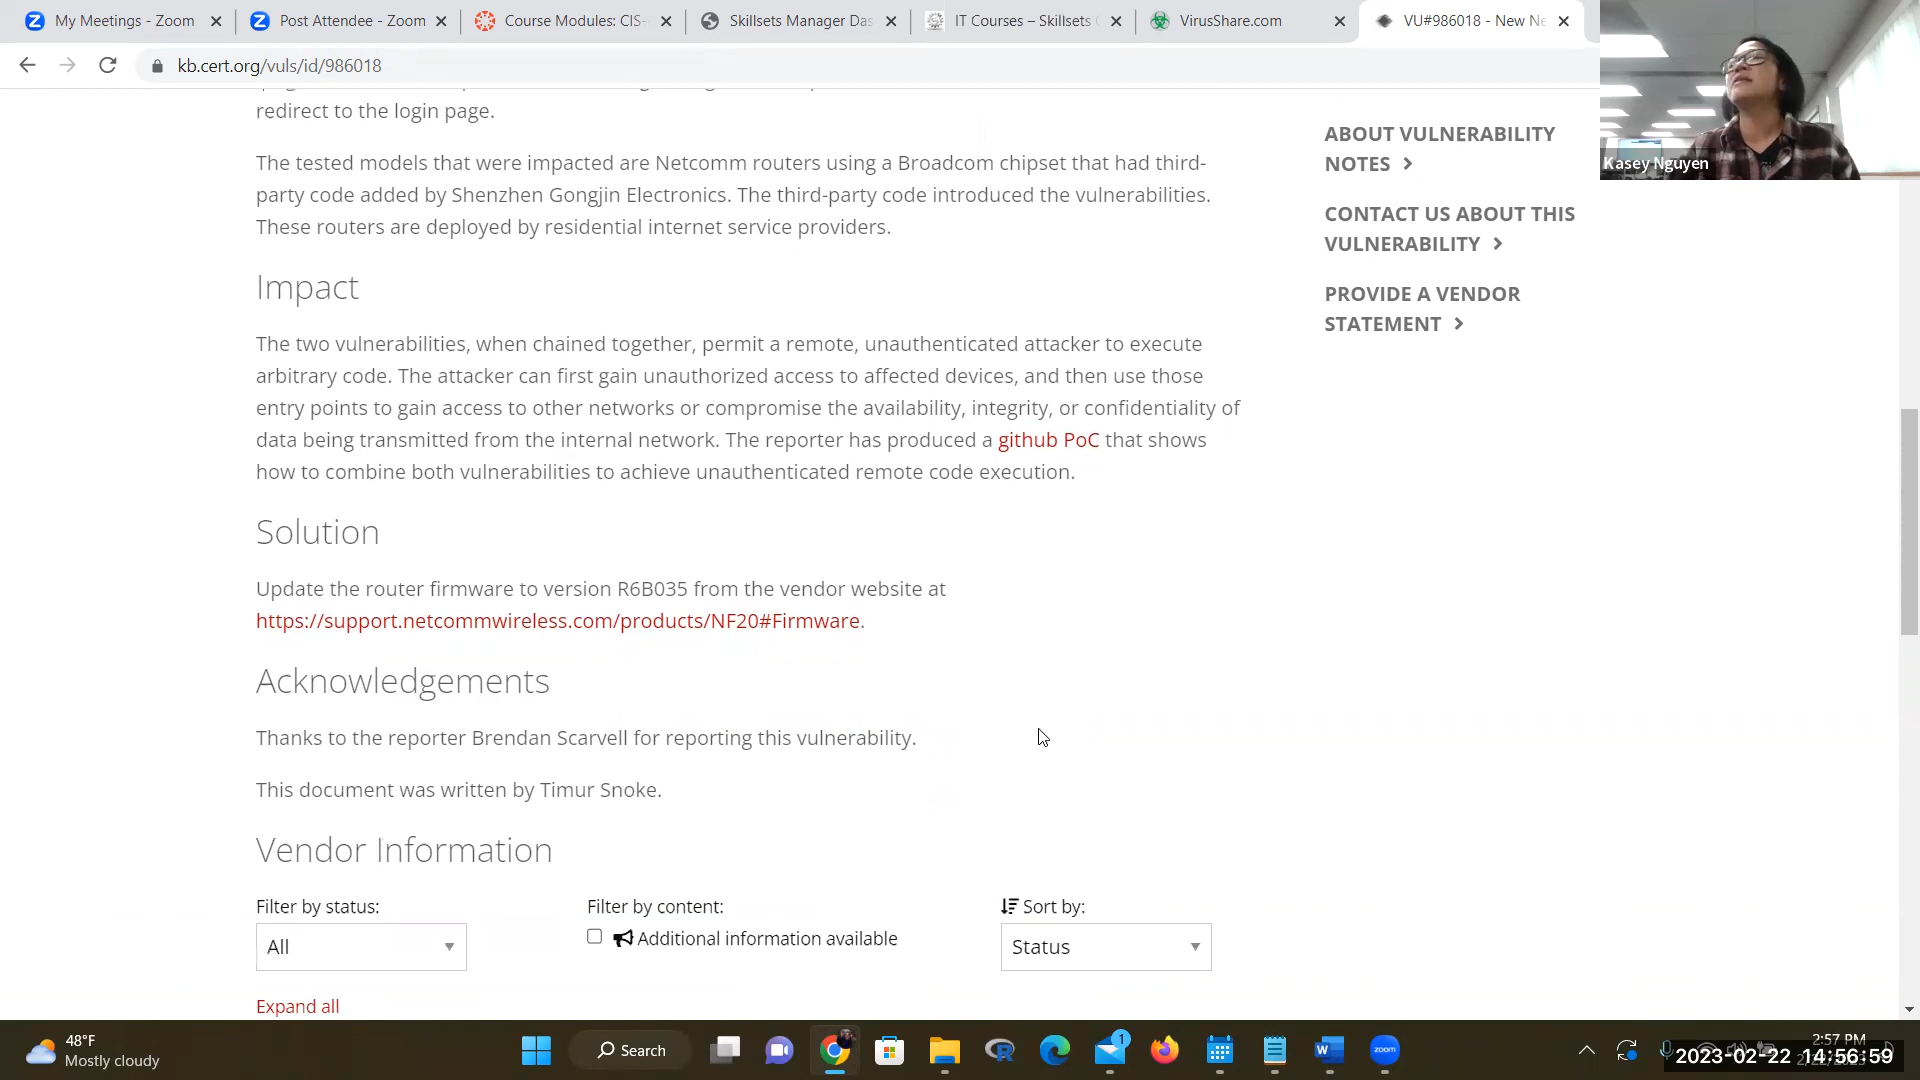 My Meetings - Zoom
Post Attendee - Zoom
Course Modules: CIS-
Skillsets Manager Das
IT Courses – Skillsets
VirusShare.com
VU#986018 - New Ne
kb.cert.org/vuls/id/986018
redirect to the login page.
The tested models that were impacted are Netcomm routers using a Broadcom chipset that had third-
party code added by Shenzhen Gongjin Electronics. The third-party code introduced the vulnerabilities.
These routers are deployed by residential internet service providers.
Impact
The two vulnerabilities, when chained together, permit a remote, unauthenticated attacker to execute
arbitrary code. The attacker can first gain unauthorized access to affected devices, and then use those
entry points to gain access to other networks or compromise the availability, integrity, or confidentiality of
data being transmitted from the internal network. The reporter has produced a github PoC that shows
how to combine both vulnerabilities to achieve unauthenticated remote code execution.
Solution
Update the router firmware to version R6B035 from the vendor website at
https://support.netcommwireless.com/products/NF20#Firmware.
Acknowledgements
Thanks to the reporter Brendan Scarvell for reporting this vulnerability.
This document was written by Timur Snoke.
Vendor Information
Filter by status:
All
Filter by content:
Additional information available
Sort by:
Status
Expand all
ABOUT VULNERABILITY
NOTES
CONTACT US ABOUT THIS
VULNERABILITY
PROVIDE A VENDOR
STATEMENT
Kasey Nguyen
48°F
Mostly cloudy
Search
1
zoom
2:57 PM
2023-02-22 14:56:59